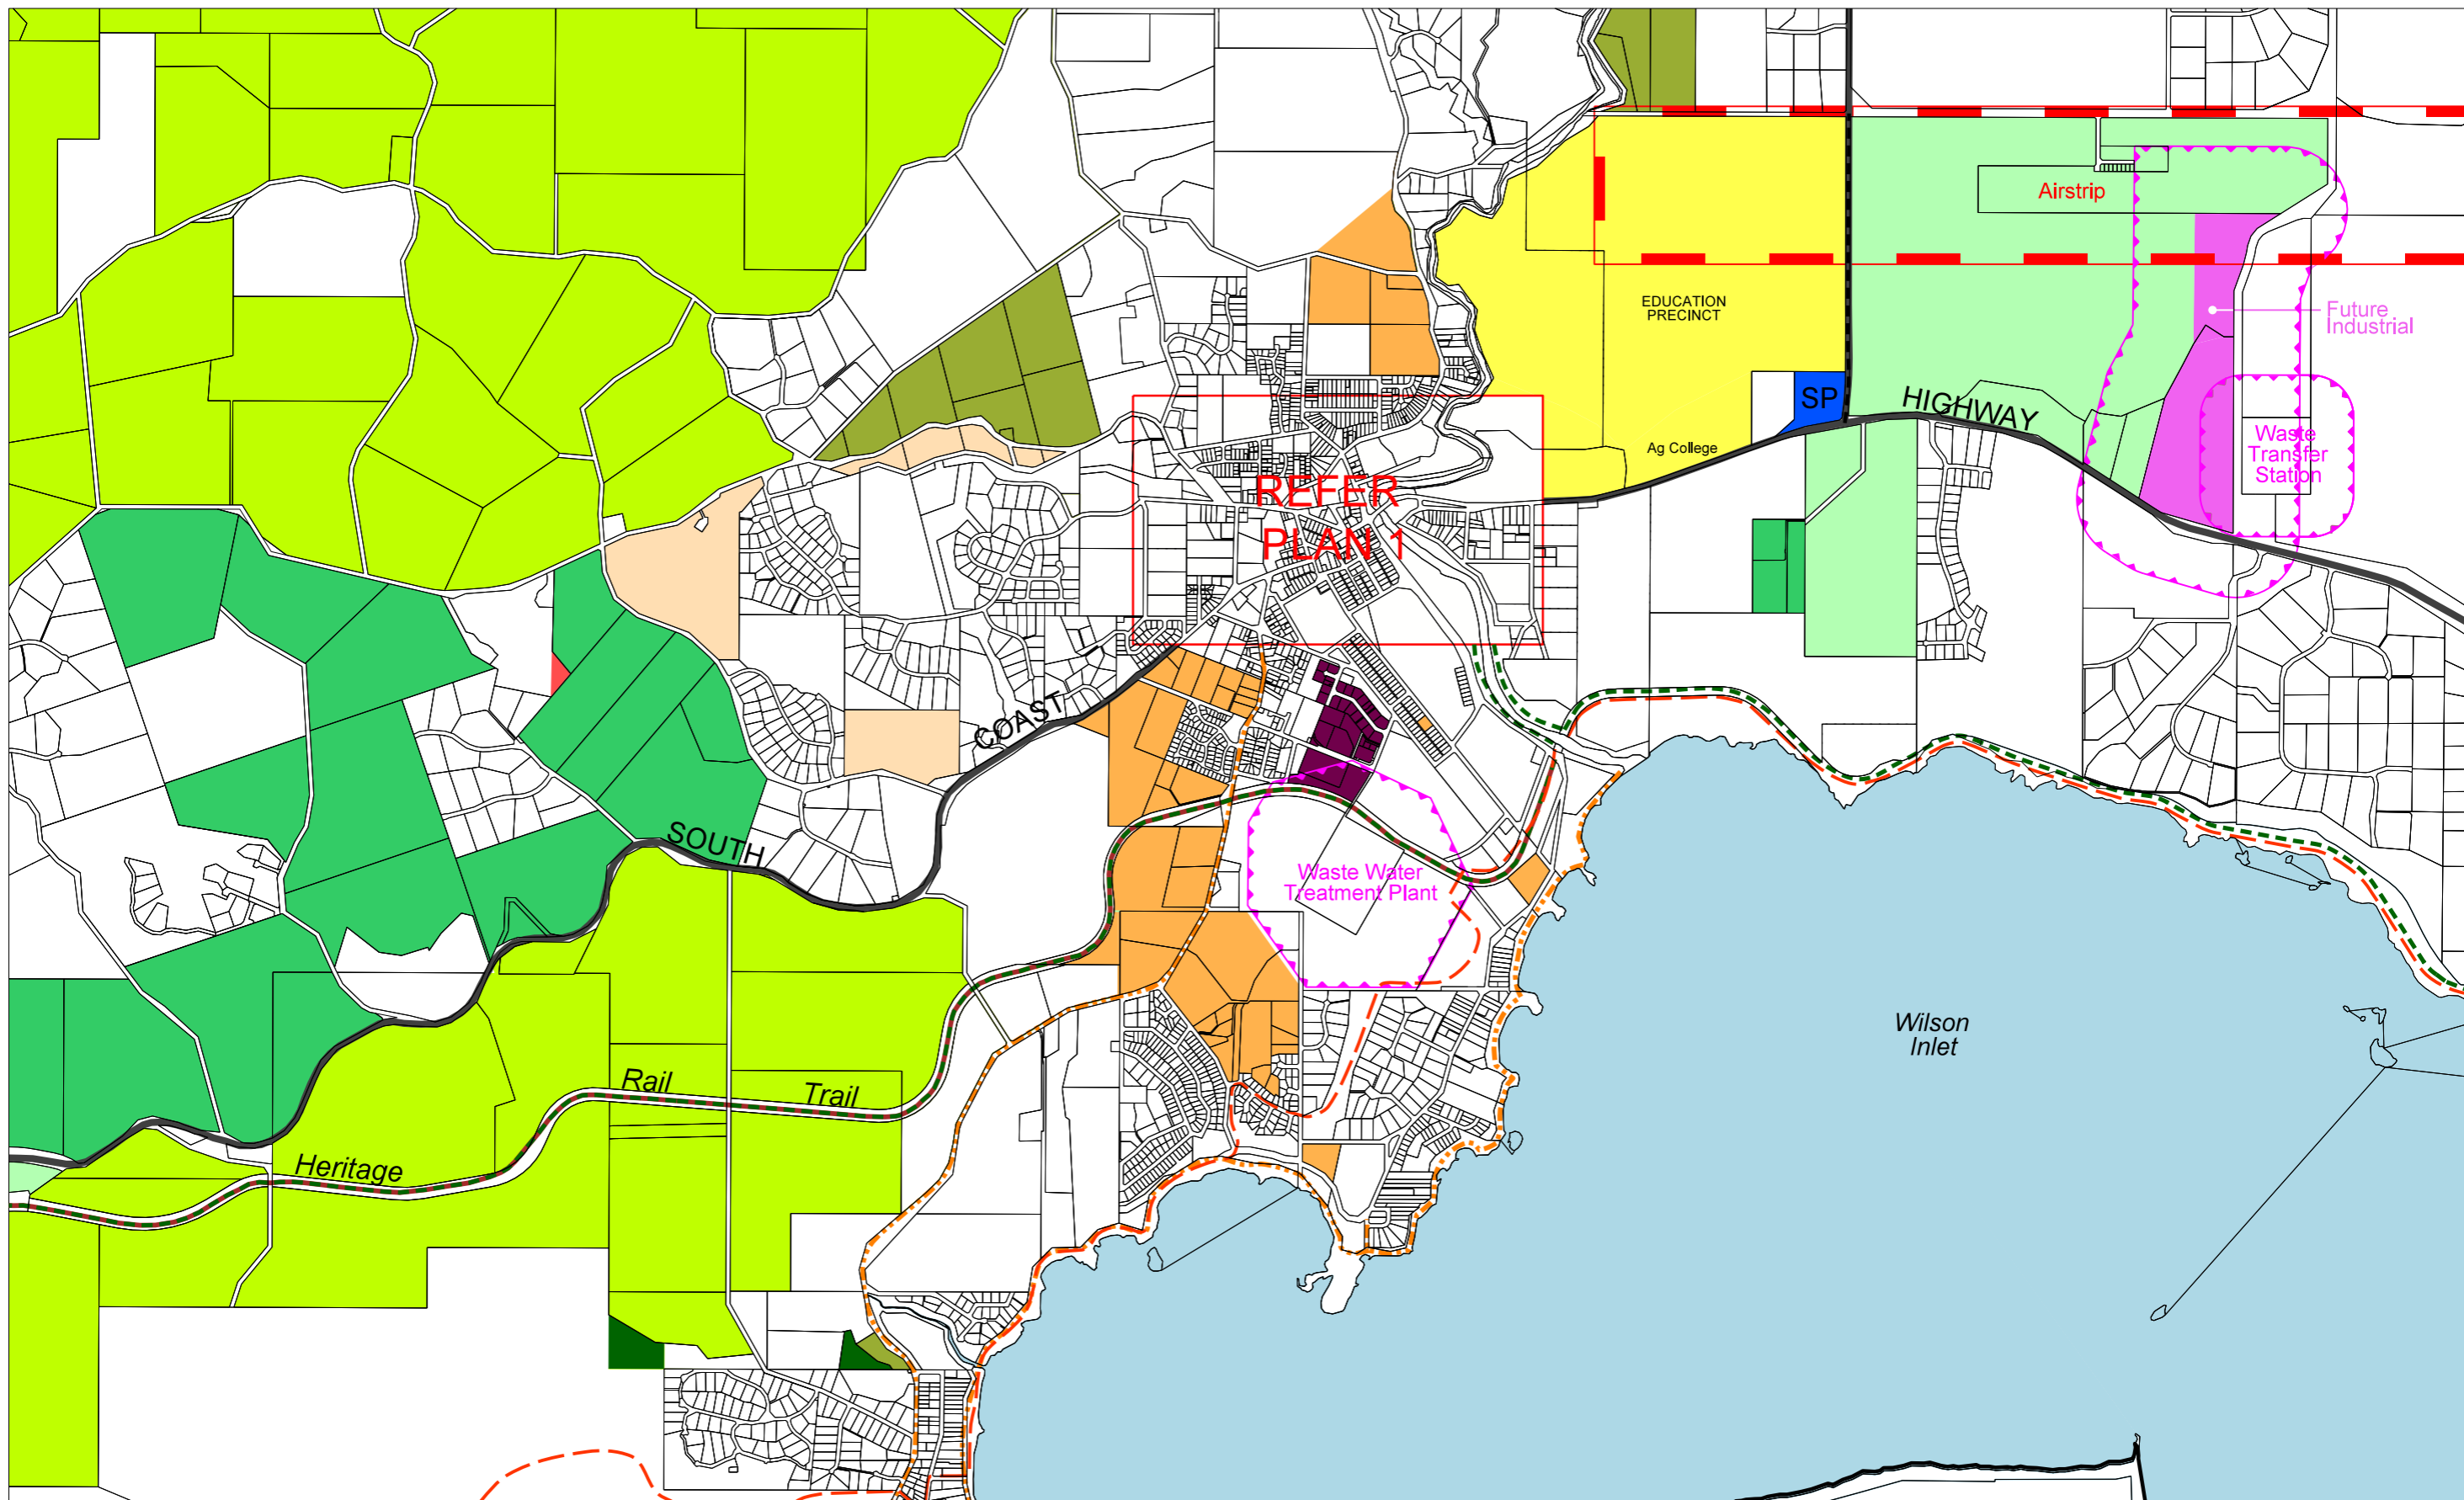 Airstrip
EDUCATION
PRECINCT
Future
Industrial
SP
HIGHWAY
Ag College
Waste
Transfer
Station
REFER
PLAN 1
COAST
SOUTH
Waste Water
Treatment Plant
Wilson
Inlet
Rail
Trail
Heritage